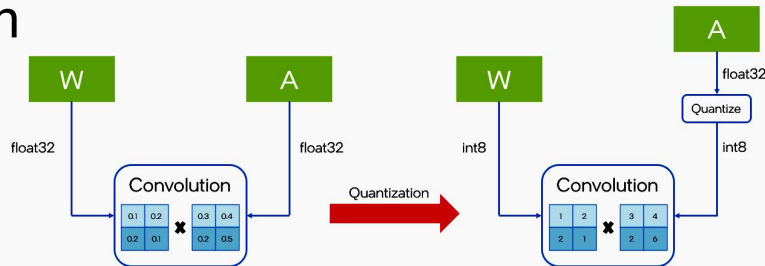 n
W
A
float32
float32
Convolution
0.1 0.2
0.2 0.1
×
0.3 0.4
0.2 0.5
Quantization
W
A
float32
Quantize
int8
int8
Convolution
1 2
2 1
×
3 4
2 6